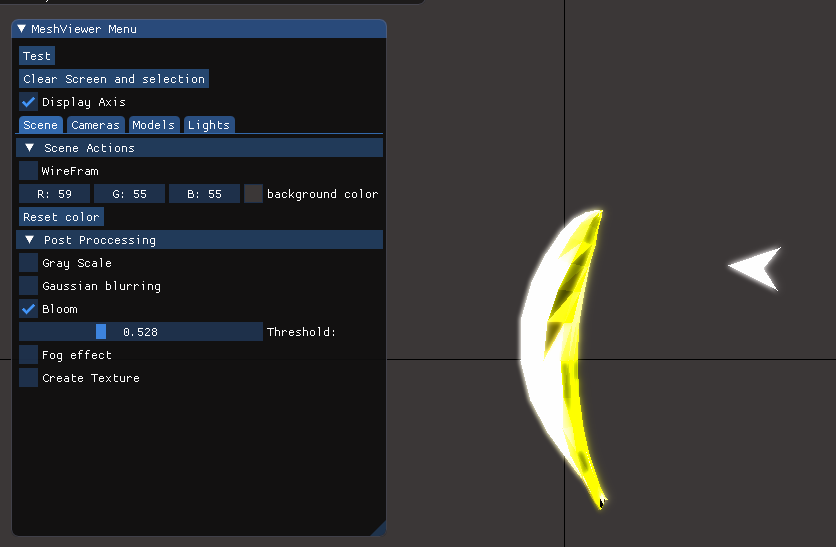 MeshViewer Menu
Test
Clear Screen and selection
Display Axis
Scene Cameras Models Lights
Scene Actions
WireFram
R: 59 G: 55 B: 55 background color
Reset color
Post Proccessing
Gray Scale
Gaussian blurring
Bloom
0.528 Threshold:
Fog effect
Create Texture